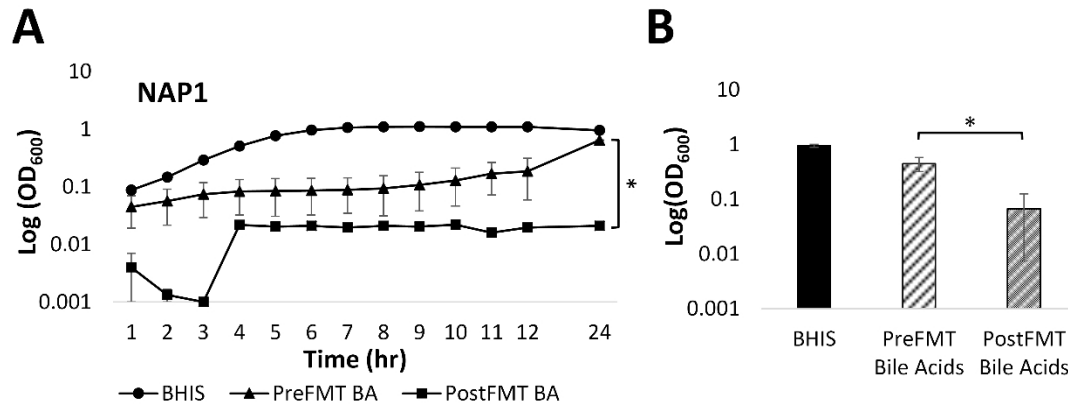 A
NAP1
Log (OD600)
10
1
0.1
0.01
0.001
1 2 3 4 5 6 7 8 9 10 11 12 24
Time (hr)
*
BHIS PreFMT BA PostFMT BA
B
Log(OD600)
10
1
0.1
0.01
0.001
*
BHIS
PreFMT
Bile Acids
PostFMT
Bile Acids